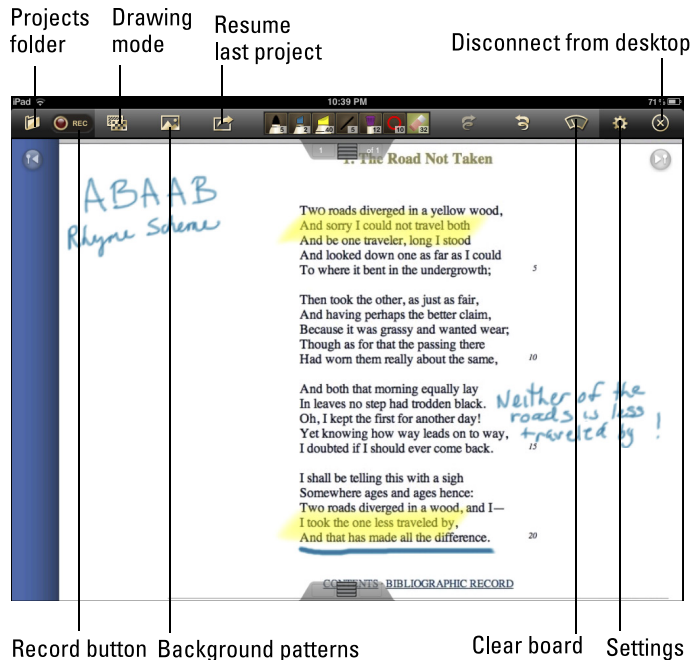 Projects folder
Drawing mode
Resume last project
Disconnect from desktop
iPad
10:39 PM
71%
REC
5
2
40
5
12
10
32
1 of 1
1. The Road Not Taken
ABAAB
Rhyme Scheme
Two roads diverged in a yellow wood,
And sorry I could not travel both
And be one traveler, long I stood
And looked down one as far as I could
To where it bent in the undergrowth; 5
Then took the other, as just as fair,
And having perhaps the better claim,
Because it was grassy and wanted wear;
Though as for that the passing there
Had worn them really about the same, 10
And both that morning equally lay
In leaves no step had trodden black.
Oh, I kept the first for another day!
Yet knowing how way leads on to way,
I doubted if I should ever come back. 15
Neither of the
roads is less
traveled by !
I shall be telling this with a sigh
Somewhere ages and ages hence:
Two roads diverged in a wood, and I—
I took the one less traveled by,
And that has made all the difference. 20
CONTENTS · BIBLIOGRAPHIC RECORD
Record button
Background patterns
Clear board
Settings